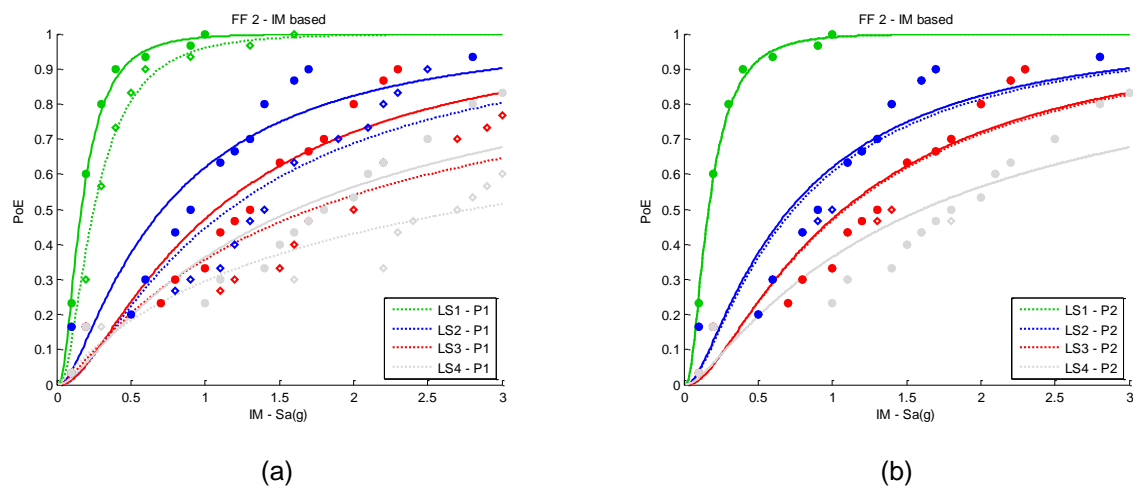 FF 2 - IM based
1
0.9
0.8
0.7
0.6
0.5
0.4
0.3
0.2
0.1
0
PoE
0 0.5 1 1.5 2 2.5 3
IM - Sa(g)
LS1 - P1
LS2 - P1
LS3 - P1
LS4 - P1
(a)
FF 2 - IM based
1
0.9
0.8
0.7
0.6
0.5
0.4
0.3
0.2
0.1
0
PoE
0 0.5 1 1.5 2 2.5 3
IM - Sa(g)
LS1 - P2
LS2 - P2
LS3 - P2
LS4 - P2
(b)